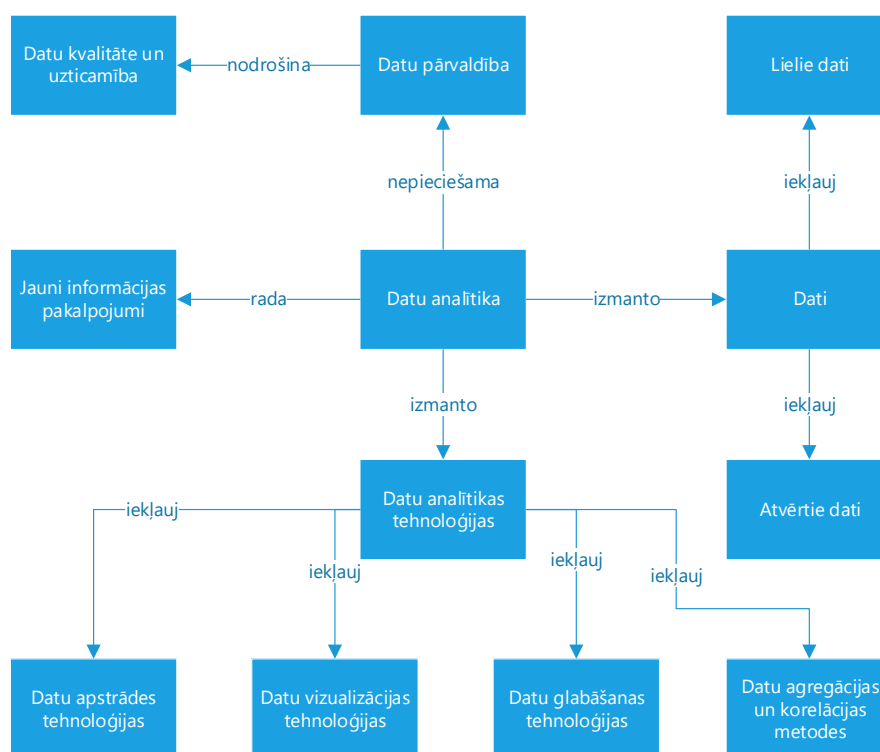 Datu kvalitāte un
uzticamība
nodrošina
Datu pārvaldība
Lielie dati
nepieciešama
iekļauj
Jauni informācijas
pakalpojumi
rada
Datu analītika
izmanto
Dati
izmanto
iekļauj
Datu analītikas
tehnoloģijas
Atvērtie dati
iekļauj
iekļauj
iekļauj
iekļauj
Datu apstrādes
tehnoloģijas
Datu vizualizācijas
tehnoloģijas
Datu glabāšanas
tehnoloģijas
Datu agregācijas
un korelācijas
metodes